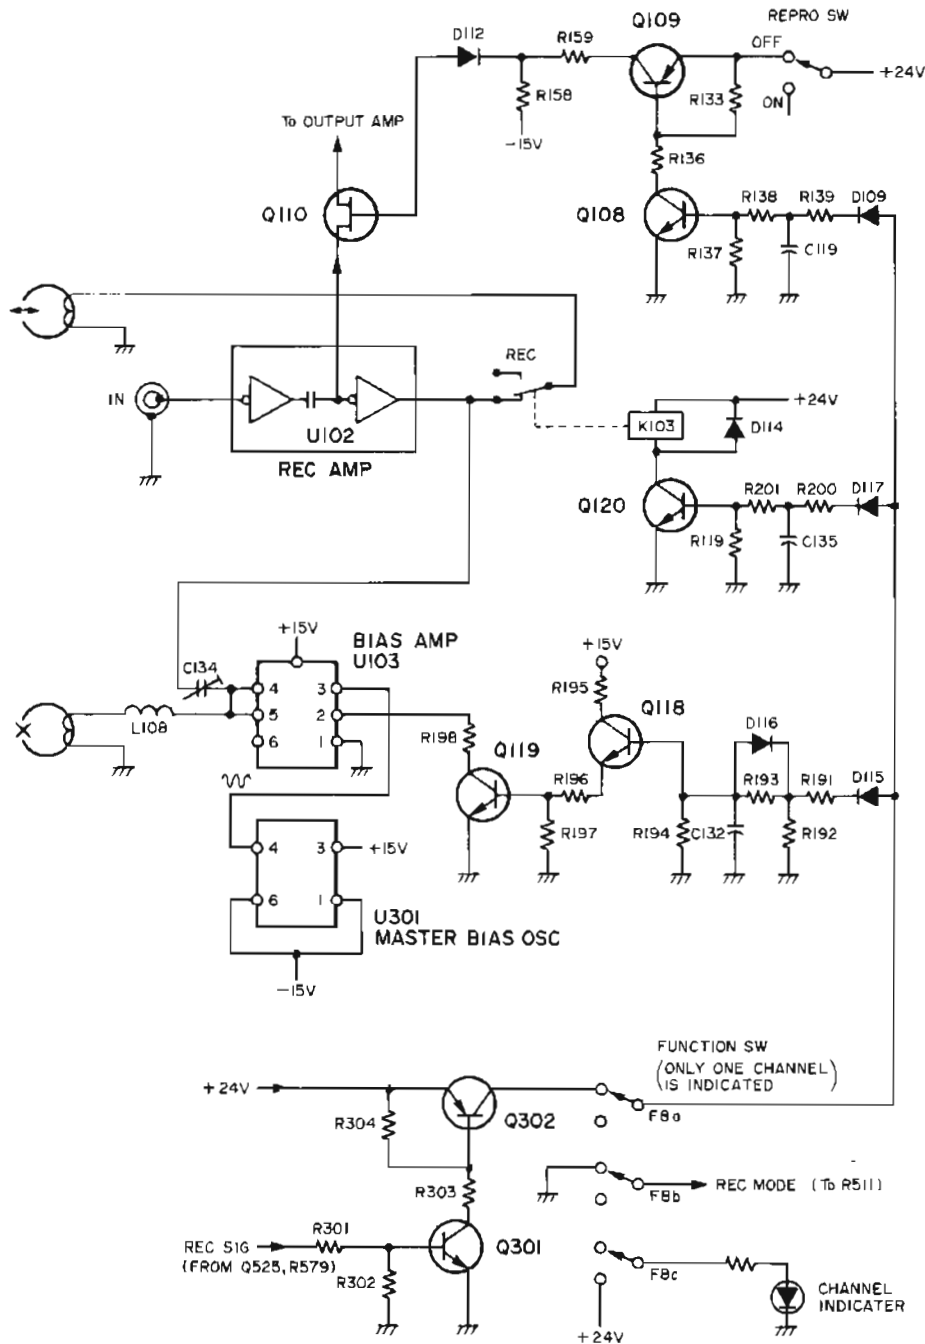 Q109
REPRO SW
D112
R159
OFF
+24V
R158
R133
ON
-15V
To OUTPUT AMP
R136
Q110
Q108
R138
R139
D109
R137
C119
REC
IN
U102
REC AMP
+24V
K103
D114
Q120
R201
R200
D117
R119
C135
+15V
BIAS AMP
U103
+15V
C134
R195
Q118
4
3
D116
L108
5
2
R198
Q119
6
1
R196
R193
R191
D115
R197
R194
C132
R192
4
3
+15V
6
1
U301
MASTER BIAS OSC
-15V
FUNCTION SW
(ONLY ONE CHANNEL
IS INDICATED)
+24V
R304
Q302
F8a
R303
F8b
REC MODE (To R511)
R301
REC SIG
(FROM Q525, R579)
Q301
R302
F8c
CHANNEL
INDICATER
+24V